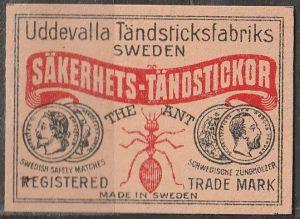 Uddevalla Tändsticksfabriks
SWEDEN
SÄKERHETS-TÄNDSTICKOR
THE ANT
SWEDISH SAFETY MATCHES
SCHWEDISCHE ZÜNDHÖLZER
REGISTERED TRADE MARK
MADE IN SWEDEN